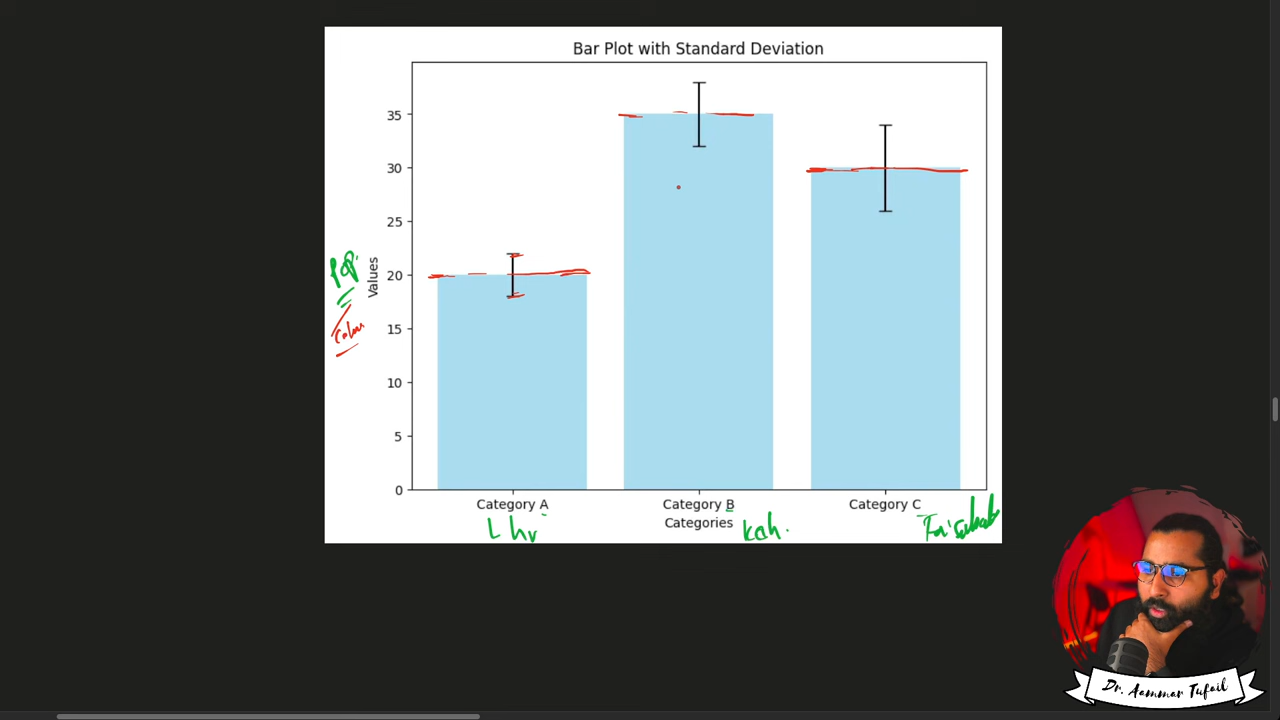 Bar Plot with Standard Deviation
35
30
25
20
15
10
5
0
Values
Category A
Category B
Category C
Categories
Lhr
Dr. Aammar Tufail